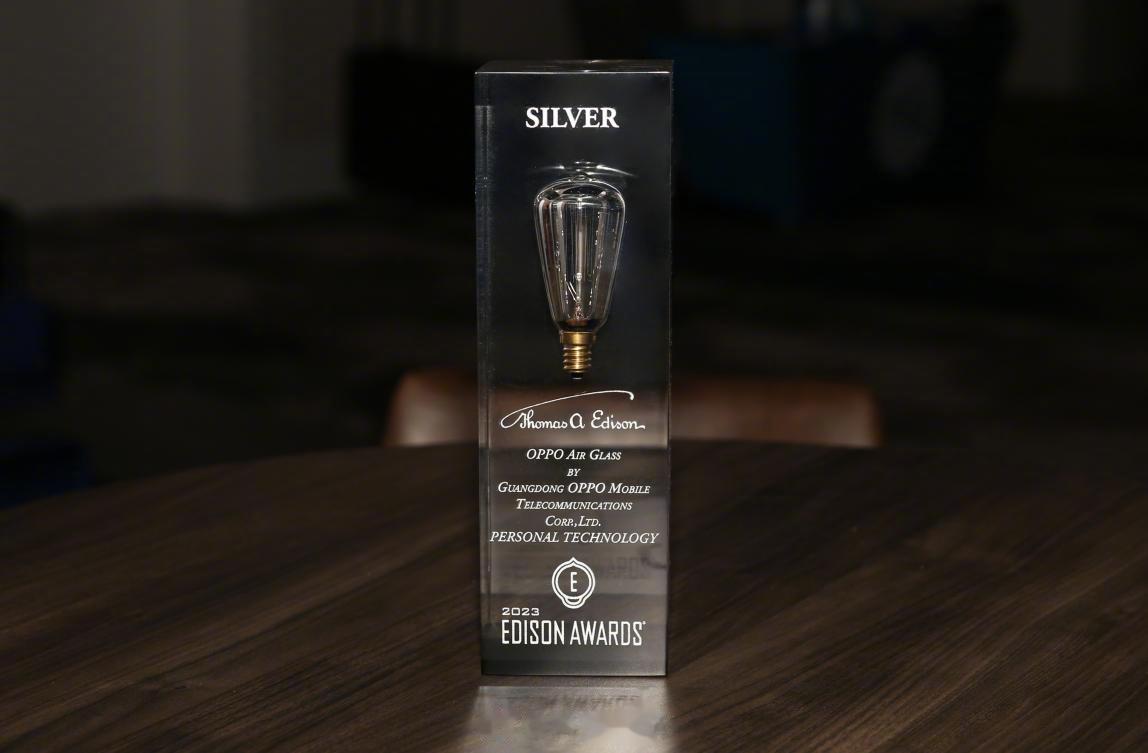 SILVER
Thomas A Edison
OPPO AIR GLASS
BY
GUANGDONG OPPO MOBILE
TELECOMMUNICATIONS
CORP.,LTD.
PERSONAL TECHNOLOGY
E
2023
EDISON AWARDS